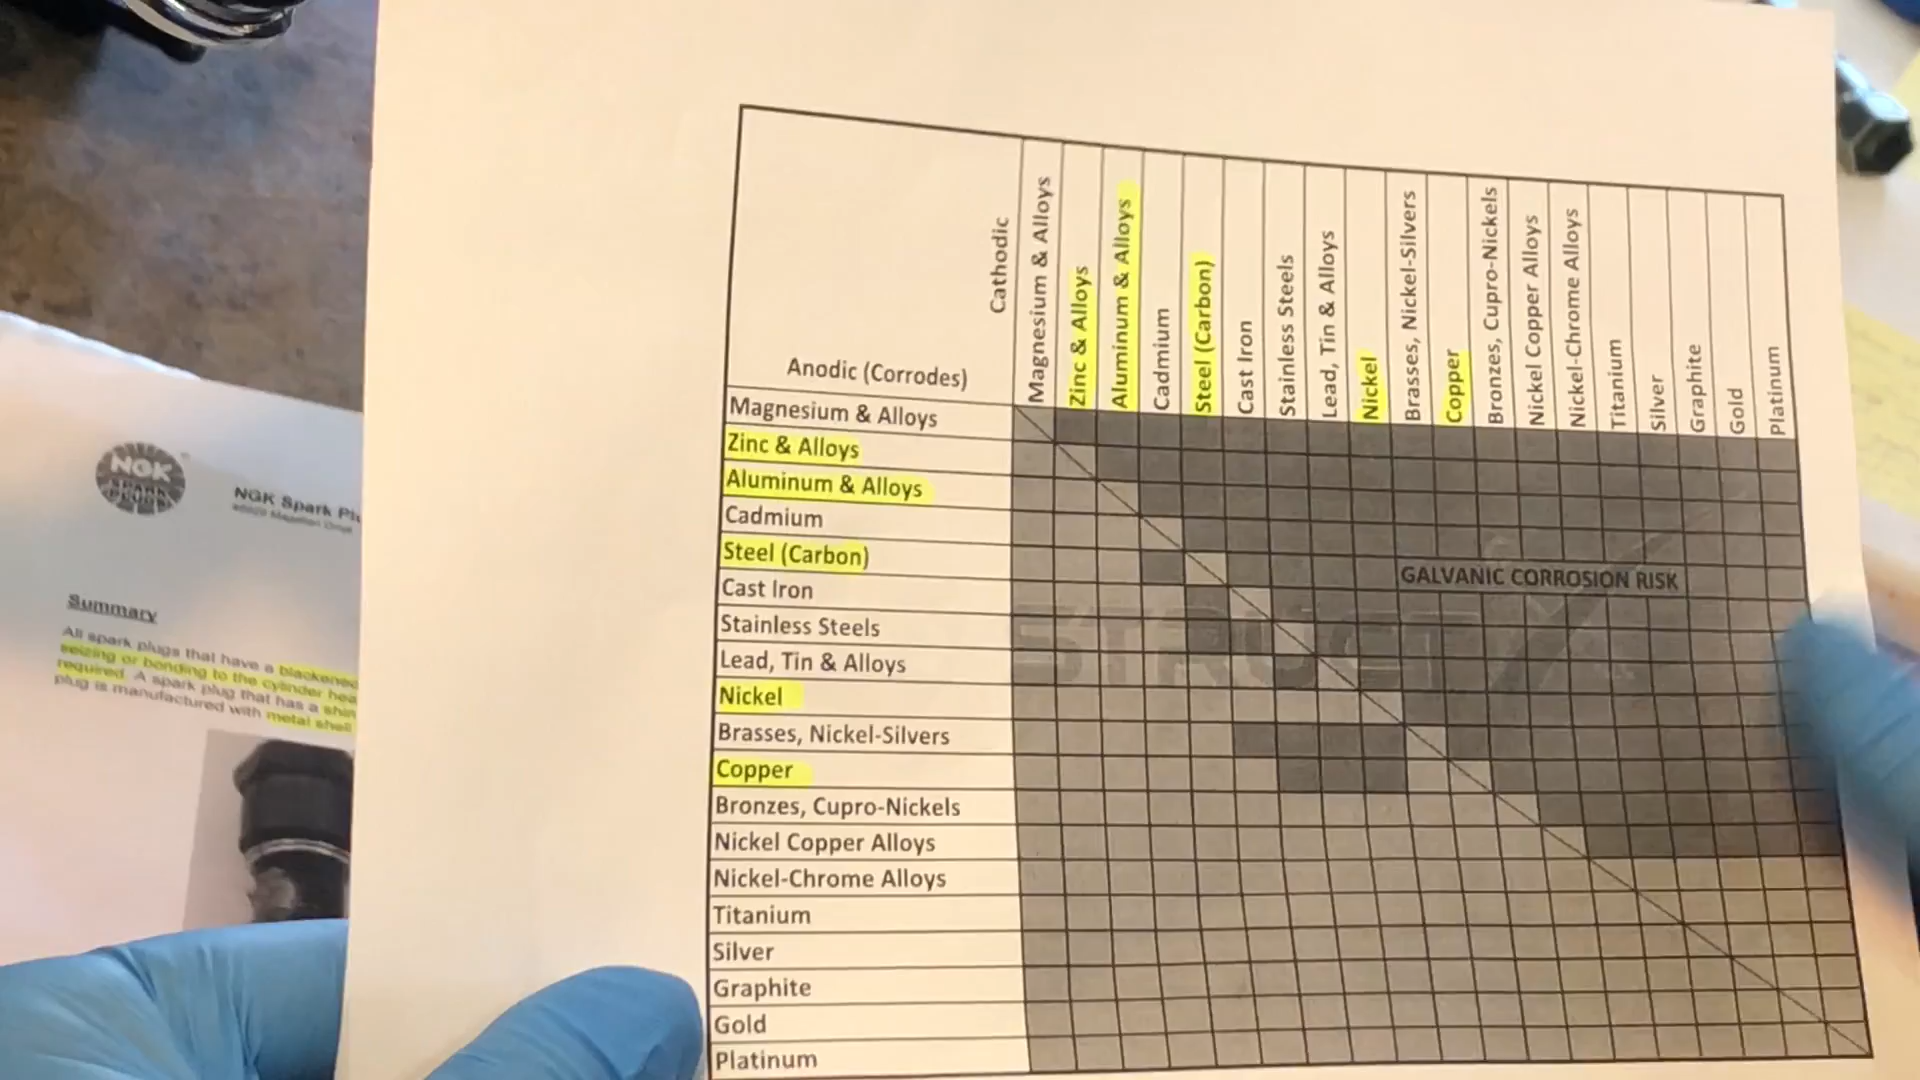 Cathodic
Magnesium & Alloys
Zinc & Alloys
Aluminum & Alloys
Cadmium
Steel (Carbon)
Cast Iron
Stainless Steels
Lead, Tin & Alloys
Nickel
Brasses, Nickel-Silvers
Copper
Bronzes, Cupro-Nickels
Nickel Copper Alloys
Nickel-Chrome Alloys
Titanium
Silver
Graphite
Gold
Platinum
Anodic (Corrodes)
Magnesium & Alloys
Zinc & Alloys
Aluminum & Alloys
Cadmium
Steel (Carbon)
Cast Iron
Stainless Steels
Lead, Tin & Alloys
Nickel
Brasses, Nickel-Silvers
Copper
Bronzes, Cupro-Nickels
Nickel Copper Alloys
Nickel-Chrome Alloys
Titanium
Silver
Graphite
Gold
Platinum
GALVANIC CORROSION RISK
STRUCT
NGK
SPARK
PLUGS
NGK Spark
Summary
All spark plugs that have a blackened
seizing or bonding to the cylinder
required. A spark plug that has a
plug is manufactured with metal shell